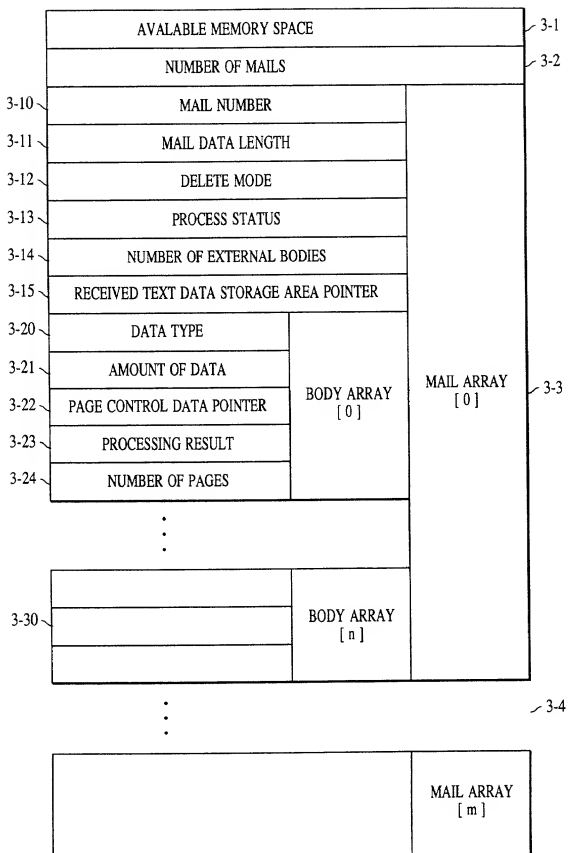 AVALABLE MEMORY SPACE 3-1
NUMBER OF MAILS 3-2
3-10 MAIL NUMBER
3-11 MAIL DATA LENGTH
3-12 DELETE MODE
3-13 PROCESS STATUS
3-14 NUMBER OF EXTERNAL BODIES
3-15 RECEIVED TEXT DATA STORAGE AREA POINTER
3-20 DATA TYPE
3-21 AMOUNT OF DATA
3-22 PAGE CONTROL DATA POINTER
3-23 PROCESSING RESULT
3-24 NUMBER OF PAGES
BODY ARRAY
[ 0 ]
MAIL ARRAY
[ 0 ]
3-3
3-30
BODY ARRAY
[ n ]
3-4
MAIL ARRAY
[ m ]